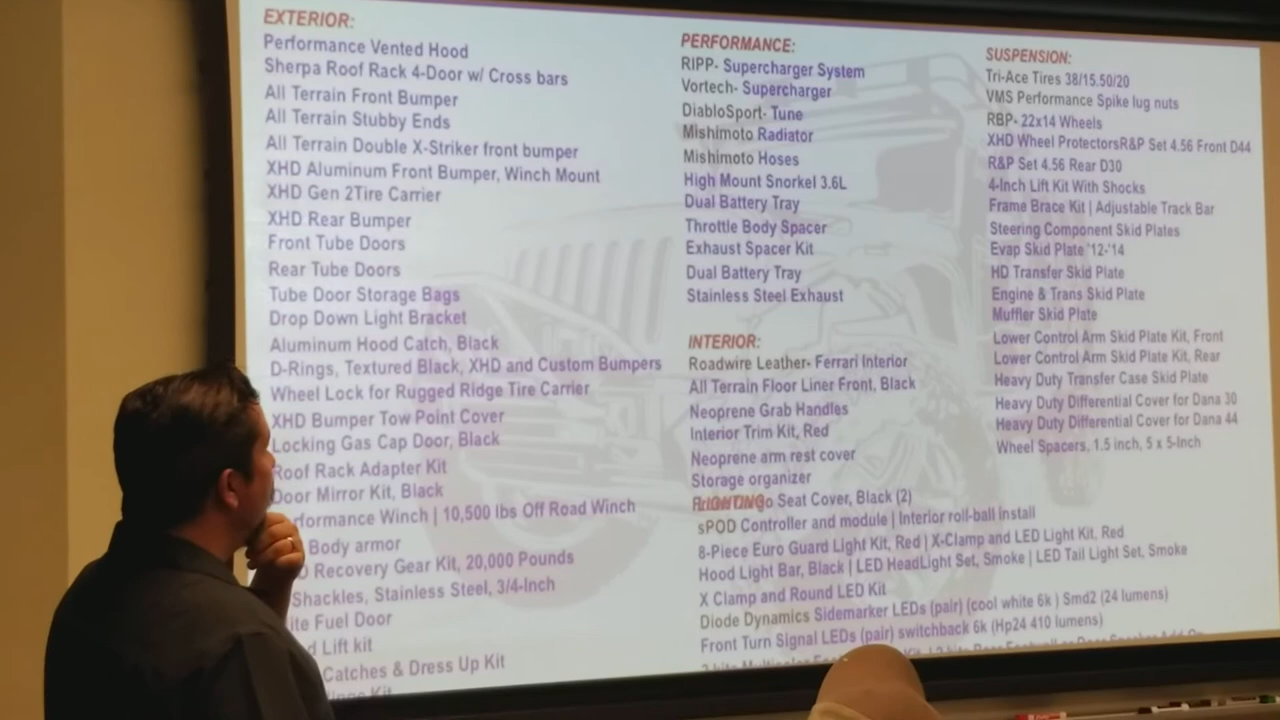 EXTERIOR:
Performance Vented Hood
Sherpa Roof Rack 4-Door w/ Cross bars
All Terrain Front Bumper
All Terrain Stubby Ends
All Terrain Double X-Striker front bumper
XHD Aluminum Front Bumper, Winch Mount
XHD Gen 2Tire Carrier
XHD Rear Bumper
Front Tube Doors
Rear Tube Doors
Tube Door Storage Bags
Drop Down Light Bracket
Aluminum Hood Catch, Black
D-Rings, Textured Black, XHD and Custom Bumpers
Wheel Lock for Rugged Ridge Tire Carrier
XHD Bumper Tow Point Cover
Locking Gas Cap Door, Black
Roof Rack Adapter Kit
Door Mirror Kit, Black
formance Winch | 10,500 lbs Off Road Winch
Body armor
Recovery Gear Kit, 20,000 Pounds
Shackles, Stainless Steel, 3/4-Inch
ite Fuel Door
d Lift kit
Catches & Dress Up Kit
Kit
PERFORMANCE:
RIPP- Supercharger System
Vortech- Supercharger
DiabloSport- Tune
Mishimoto Radiator
Mishimoto Hoses
High Mount Snorkel 3.6L
Dual Battery Tray
Throttle Body Spacer
Exhaust Spacer Kit
Dual Battery Tray
Stainless Steel Exhaust
INTERIOR:
Roadwire Leather- Ferrari Interior
All Terrain Floor Liner Front, Black
Neoprene Grab Handles
Interior Trim Kit, Red
Neoprene arm rest cover
Storage organizer
Seat Cover, Black (2)
sPOD Controller and module | Interior roll-ball install
8-Piece Euro Guard Light Kit, Red | X-Clamp and LED Light Kit, Red
Hood Light Bar, Black | LED HeadLight Set, Smoke | LED Tail Light Set, Smoke
X Clamp and Round LED Kit
Diode Dynamics Sidemarker LEDs (pair) (cool white 6k ) Smd2 (24 lumens)
Front Turn Signal LEDs (pair) switchback 6k (Hp24 410 lumens)
SUSPENSION:
Tri-Ace Tires 38/15.50/20
VMS Performance Spike lug nuts
RBP- 22x14 Wheels
XHD Wheel ProtectorsR&P Set 4.56 Front D44
R&P Set 4.56 Rear D30
4-Inch Lift Kit With Shocks
Frame Brace Kit | Adjustable Track Bar
Steering Component Skid Plates
Evap Skid Plate '12-'14
HD Transfer Skid Plate
Engine & Trans Skid Plate
Muffler Skid Plate
Lower Control Arm Skid Plate Kit, Front
Lower Control Arm Skid Plate Kit, Rear
Heavy Duty Transfer Case Skid Plate
Heavy Duty Differential Cover for Dana 30
Heavy Duty Differential Cover for Dana 44
Wheel Spacers, 1.5 inch, 5 x 5-Inch